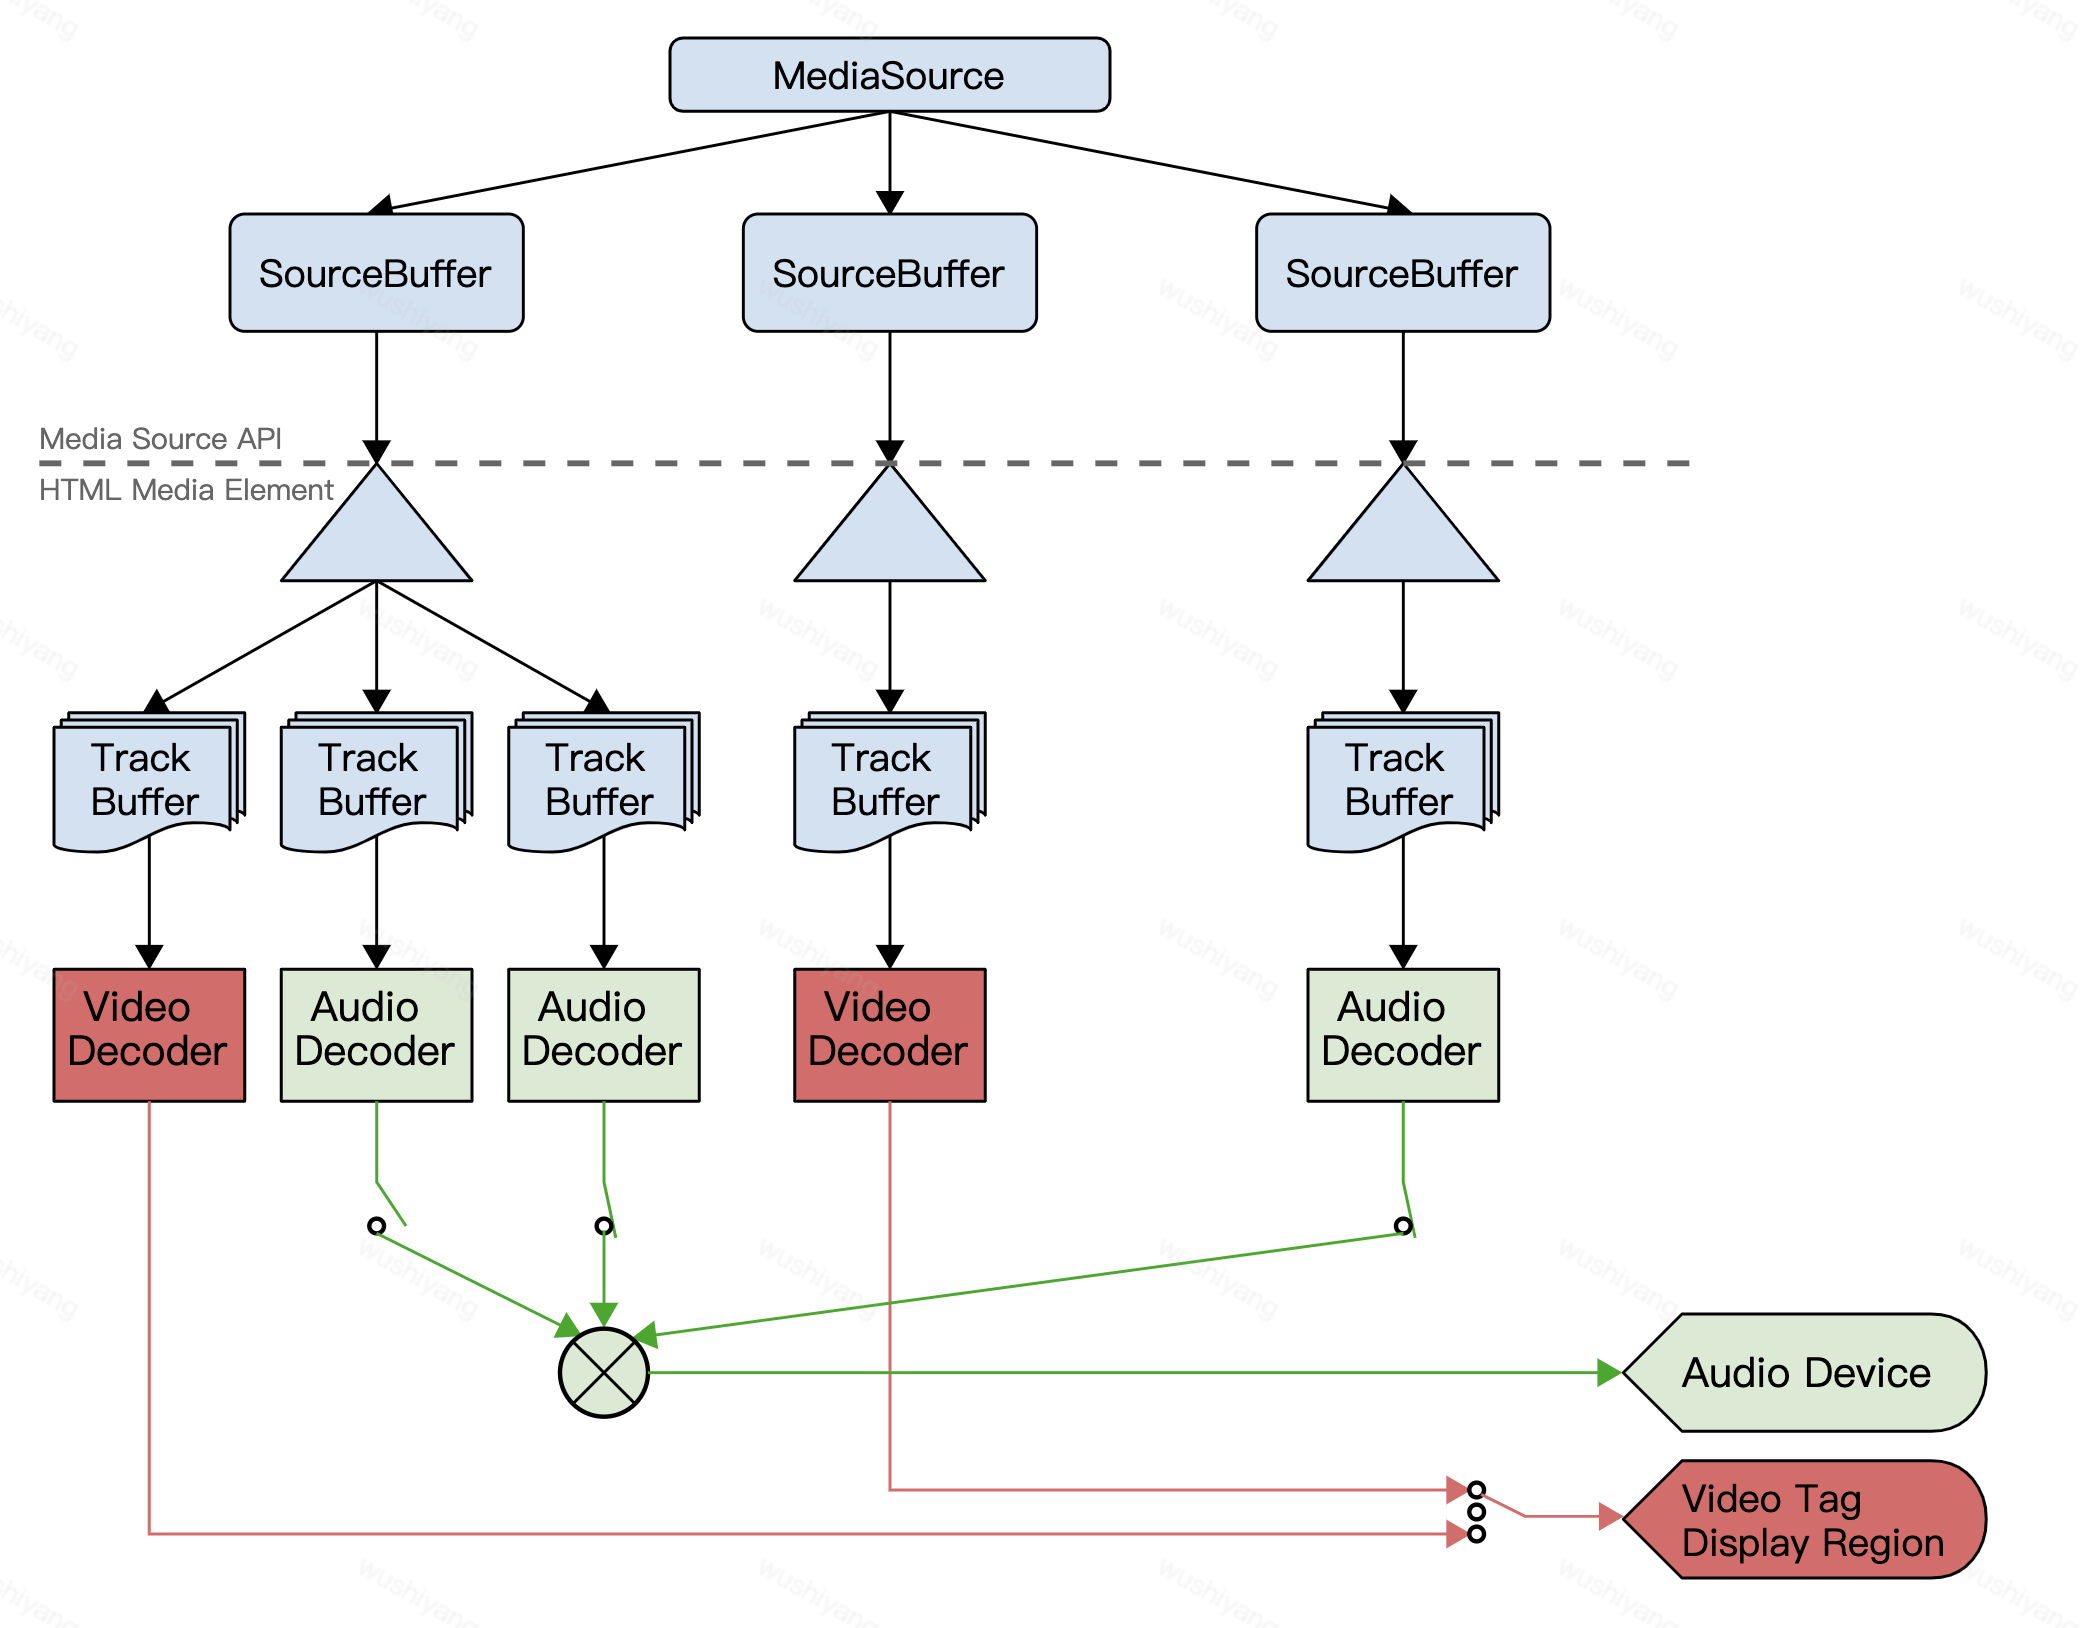 MediaSource
SourceBuffer
SourceBuffer
SourceBuffer
Media Source API
HTML Media Element
Track
Buffer
Track
Buffer
Track
Buffer
Track
Buffer
Track
Buffer
Video
Decoder
Audio
Decoder
Audio
Decoder
Video
Decoder
Audio
Decoder
Audio Device
Video Tag
Display Region
wushiyang